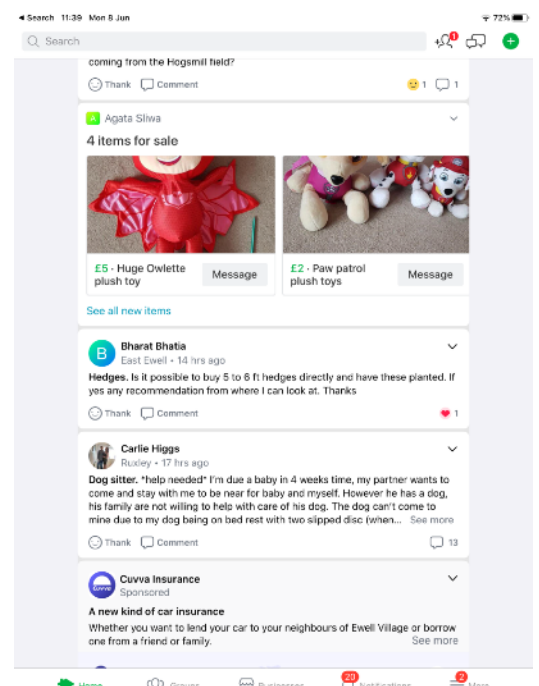 Search 11:39 Mon 8 Jun 72%
Search 1
coming from the Hogsmill field?
Thank Comment 1 1
A Agata Sliwa
4 items for sale
£5 · Huge Owlette plush toy Message
£2 · Paw patrol plush toys Message
See all new items
B Bharat Bhatia
East Ewell • 14 hrs ago
Hedges. Is it possible to buy 5 to 6 ft hedges directly and have these planted. If
yes any recommendation from where I can look at. Thanks
Thank Comment 1
Carlie Higgs
Ruxley • 17 hrs ago
Dog sitter. *help needed* I'm due a baby in 4 weeks time, my partner wants to
come and stay with me to be near for baby and myself. However he has a dog,
his family are not willing to help with care of his dog. The dog can't come to
mine due to my dog being on bed rest with two slipped disc (when... See more
Thank Comment 13
cuvva Cuvva Insurance
Sponsored
A new kind of car insurance
Whether you want to lend your car to your neighbours of Ewell Village or borrow
one from a friend or family. See more
Home Groups Businesses 23 Notifications 2 More